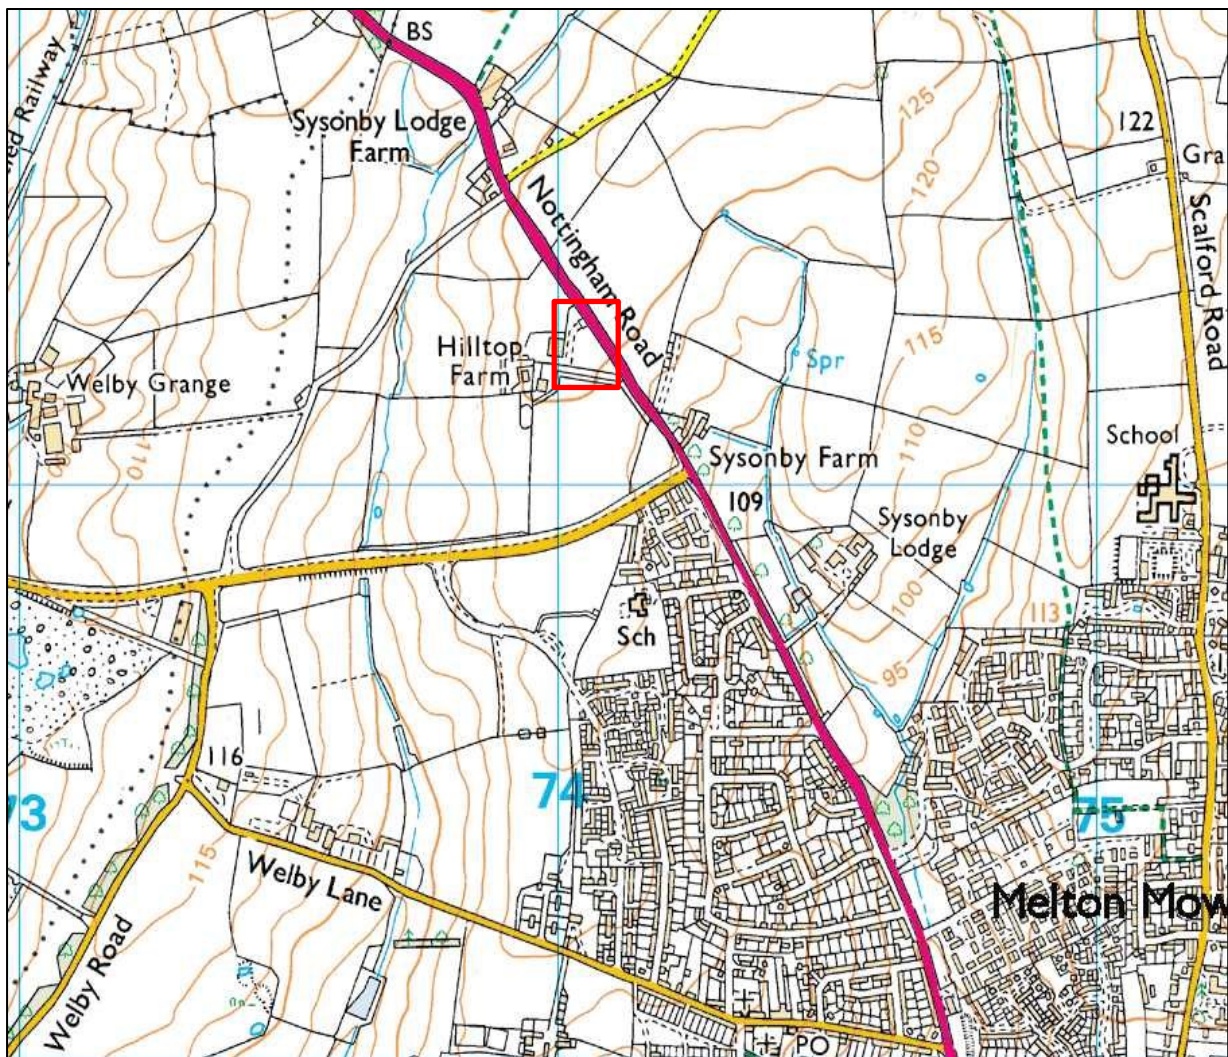 BS
Sysonby Lodge
Farm
122
125
120
Gra
Railway
Nottingham Road
Scalford Road
115
Spr
Hilltop
Farm
Welby Grange
110
110
School
Sysonby Farm
109
Sysonby
Lodge
100
113
Sch
95
116
73
74
75
115
Welby Lane
Melton Mow
Welby Road
PO